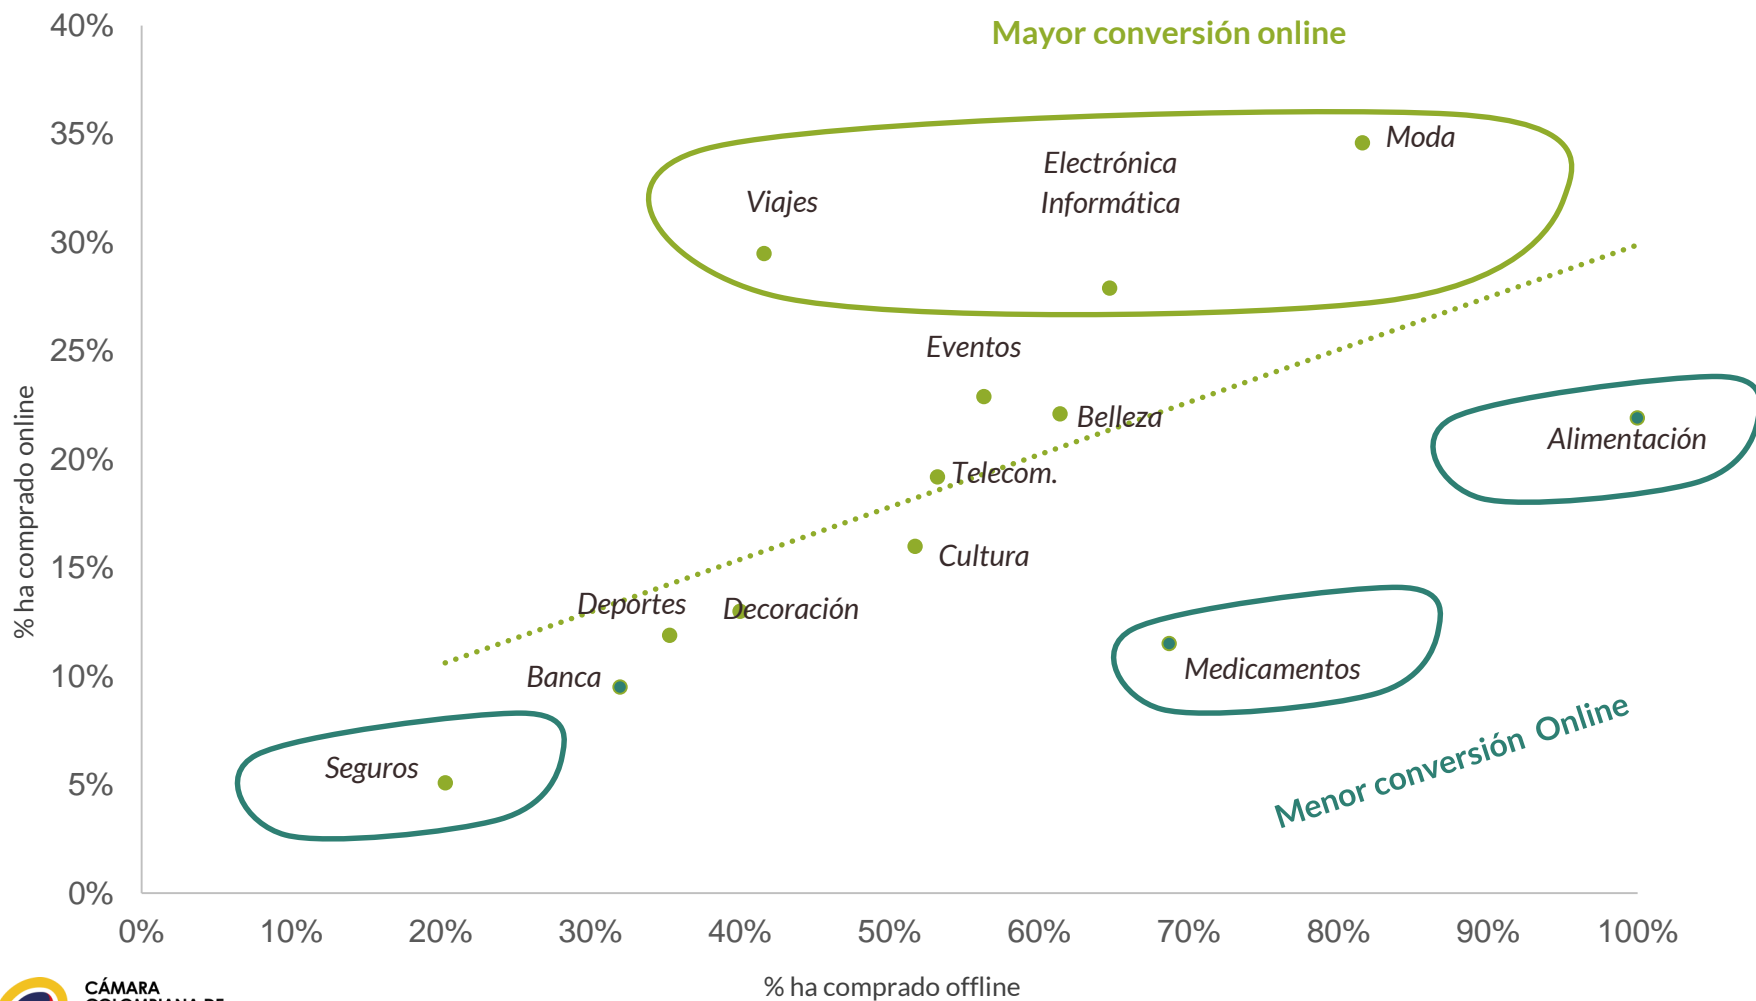 40%
Mayor conversión online
35%
Moda
Electrónica
Informática
Viajes
30%
25%
Eventos
Belleza
Alimentación
20%
Telecom.
15%
Cultura
Deportes
Decoración
10%
Banca
Medicamentos
Menor conversión Online
5%
Seguros
0%
% ha comprado online
0%
10%
20%
30%
40%
50%
60%
70%
80%
90%
100%
% ha comprado offline
CÁMARA
COLOMBIANA DE